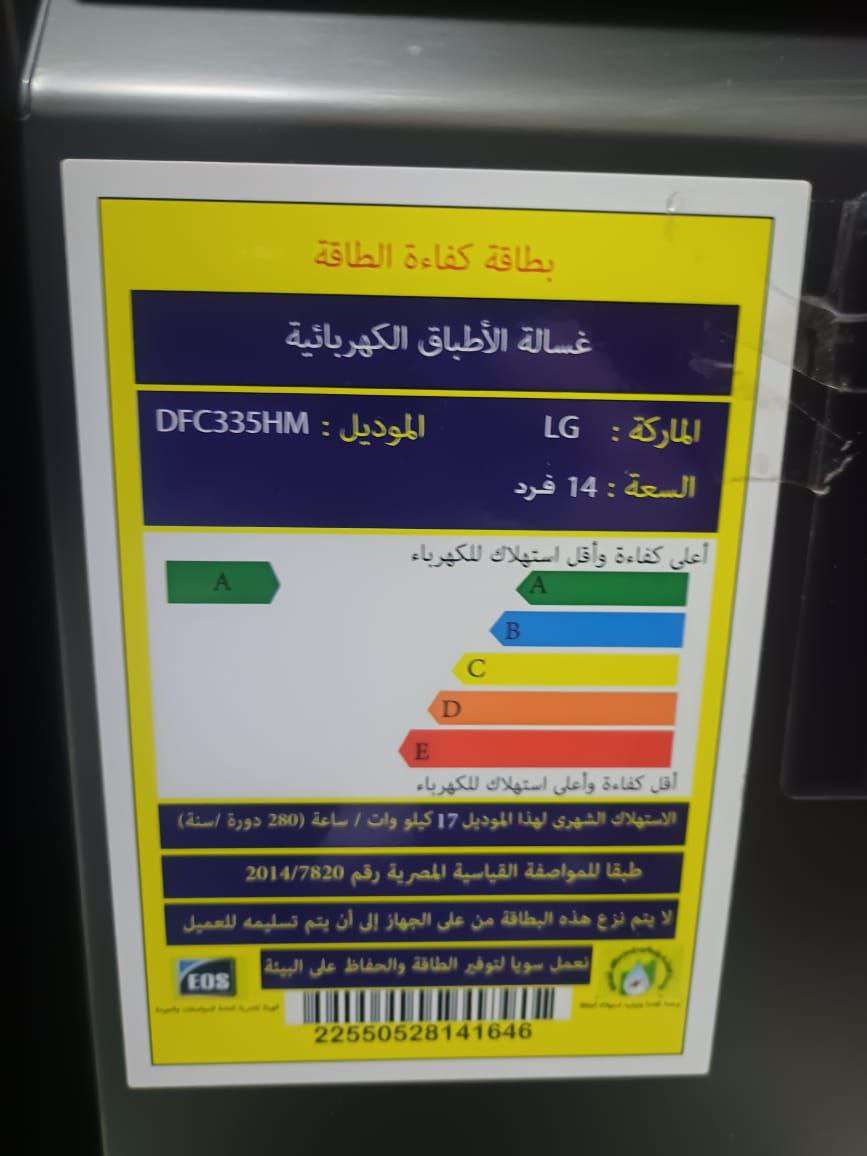 بطاقة كفاءة الطاقة
غسالة الأطباق الكهربائية
الماركة : LG الموديل : DFC335HM
السعة : 14 فرد
أعلى كفاءة وأقل استهلاك للكهرباء
A A
B
C
D
E
أقل كفاءة وأعلى استهلاك للكهرباء
الاستهلاك الشهرى لهذا الموديل 17 كيلو وات / ساعة (280 دورة /سنة)
طبقا للمواصفة القياسية المصرية رقم 2014/7820
لا يتم نزع هذه البطاقة من على الجهاز إلى أن يتم تسليمه للعميل
نعمل سويا لتوفير الطاقة والحفاظ على البيئة
EOS
22550528141646